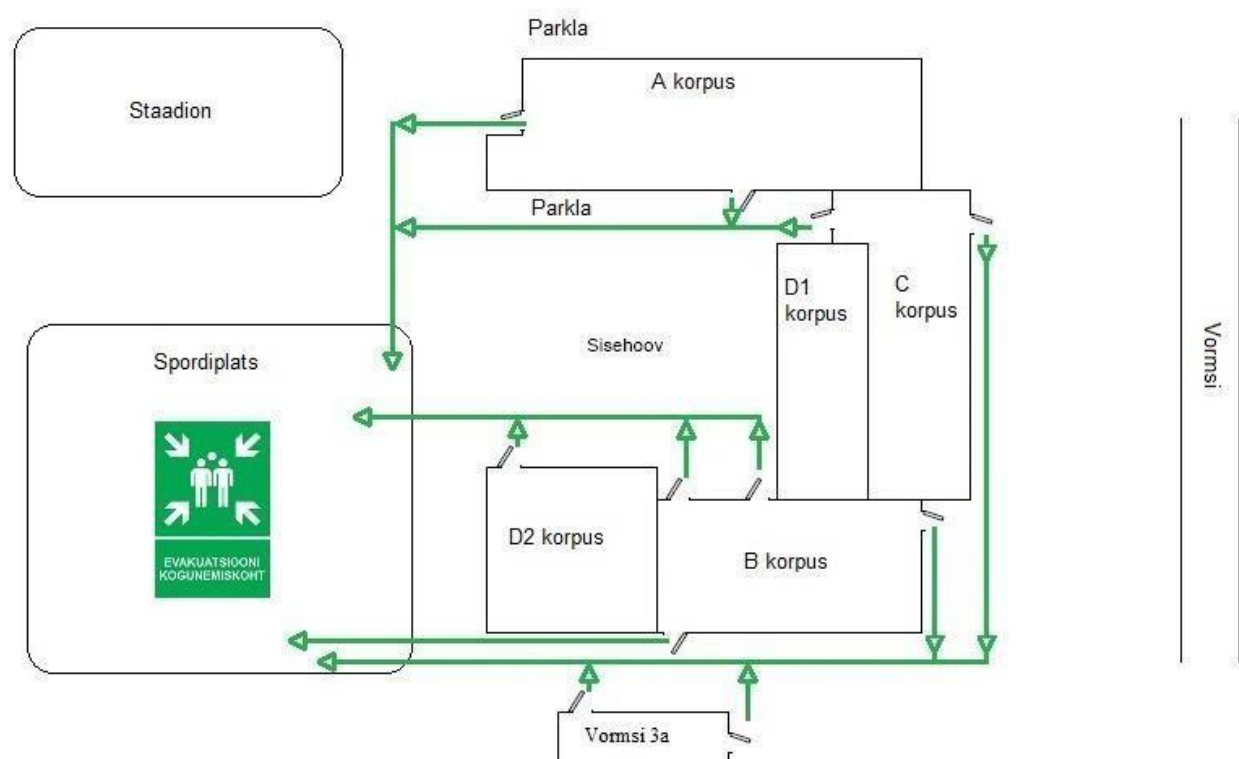 Parkla
A korpus
Staadion
Parkla
D1
korpus
C
korpus
Sisehoov
Vormsi
Spordiplats
EVAKUATSIOONI
KOGUNEMISKOHT
D2 korpus
B korpus
Vormsi 3a